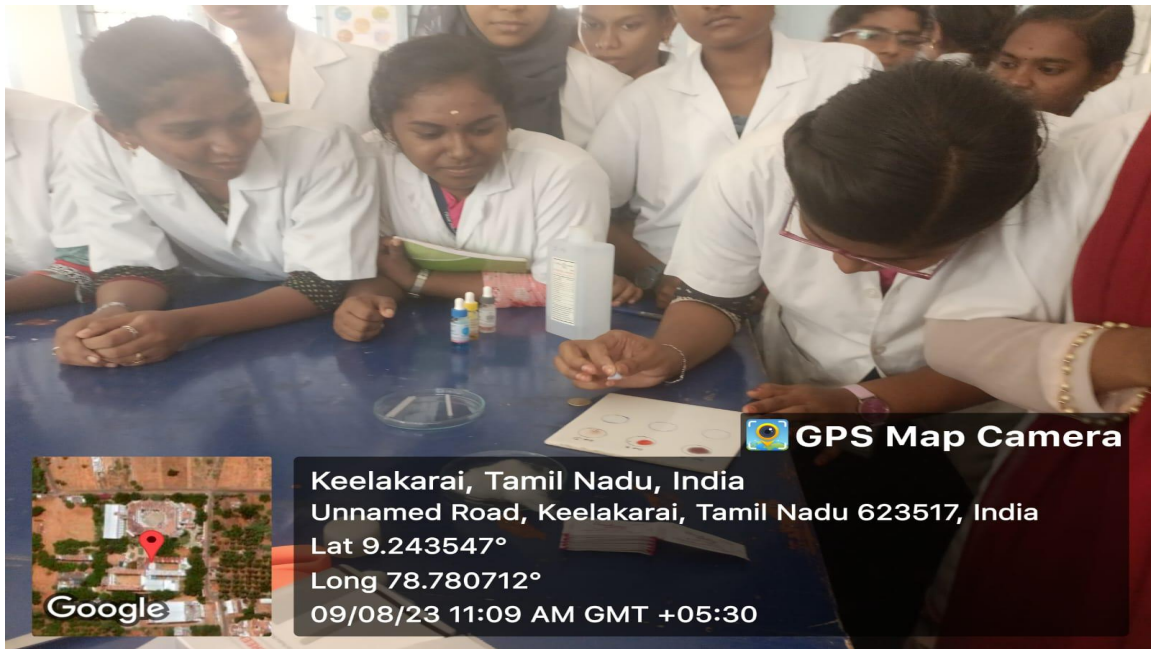 GPS Map Camera
Keelakarai, Tamil Nadu, India
Unnamed Road, Keelakarai, Tamil Nadu 623517, India
Lat 9.243547°
Long 78.780712°
09/08/23 11:09 AM GMT +05:30
Google